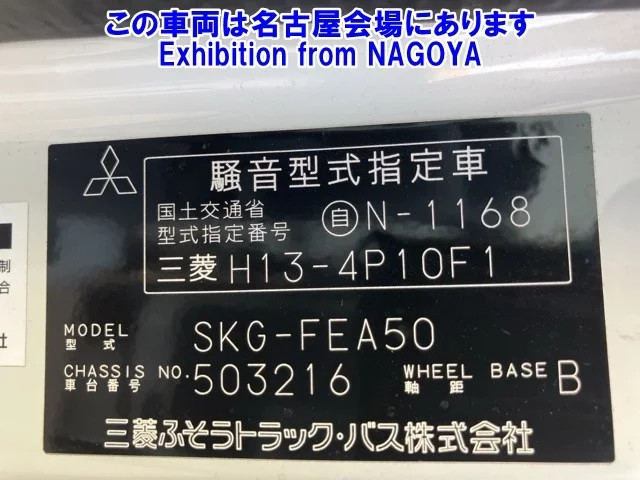 この車両は名古屋会場にあります
Exhibition from NAGOYA
騒音型式指定車
国土交通省
型式指定番号
自 N-1168
三菱 H13-4P10F1
MODEL
型式
SKG-FEA50
CHASSIS NO.
車台番号
503216
WHEEL BASE
軸距
B
三菱ふそうトラック・バス株式会社
制
合
社